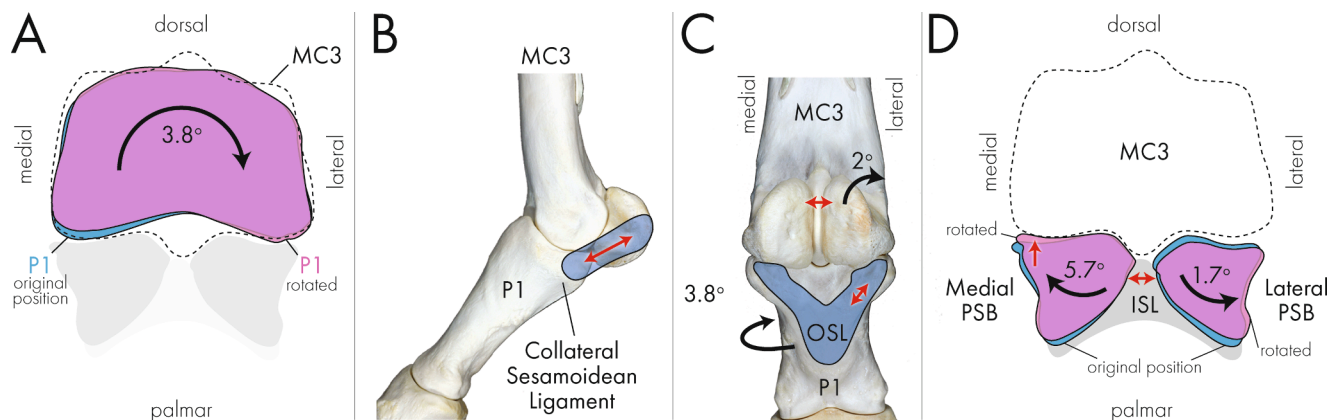 A
dorsal
MC3
3.8°
medial
lateral
P1
original
position
P1
rotated
palmar
B
MC3
P1
Collateral
Sesamoidean
Ligament
C
medial
lateral
MC3
2°
3.8°
OSL
P1
D
dorsal
medial
lateral
MC3
rotated
5.7°
1.7°
Medial
PSB
ISL
Lateral
PSB
original position
rotated
palmar